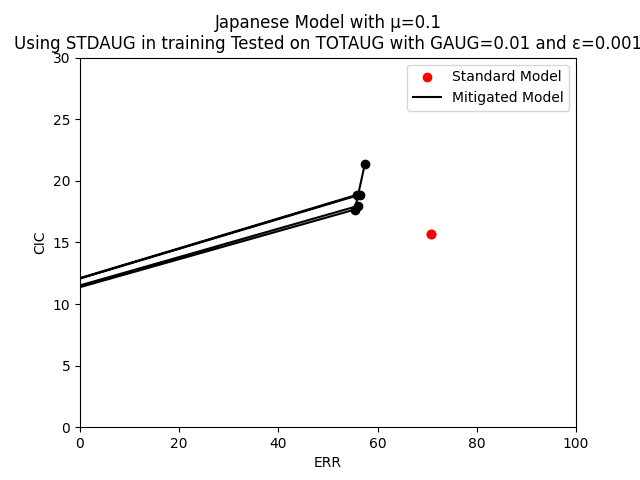 Japanese Model with μ=0.1
Using STDAUG in training Tested on TOTAUG with GAUG=0.01 and ε=0.001
Standard Model
Mitigated Model
30
25
20
15
10
5
0
CIC
0 20 40 60 80 100
ERR